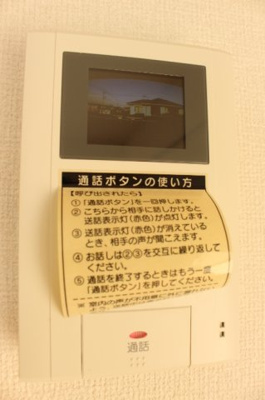 通話ボタンの使い方
【呼び出されたら】
①「通話ボタン」を一回押します。
②こちらから相手に話しかけると
送話表示灯(赤色)が点灯します。
③送話表示灯(赤色)が消えている
とき、相手の声が聞こえます。
④お話しは②③を交互に繰り返して
ください。
⑤通話を終了するときはもう一度
「通話ボタン」を押してください。
通話